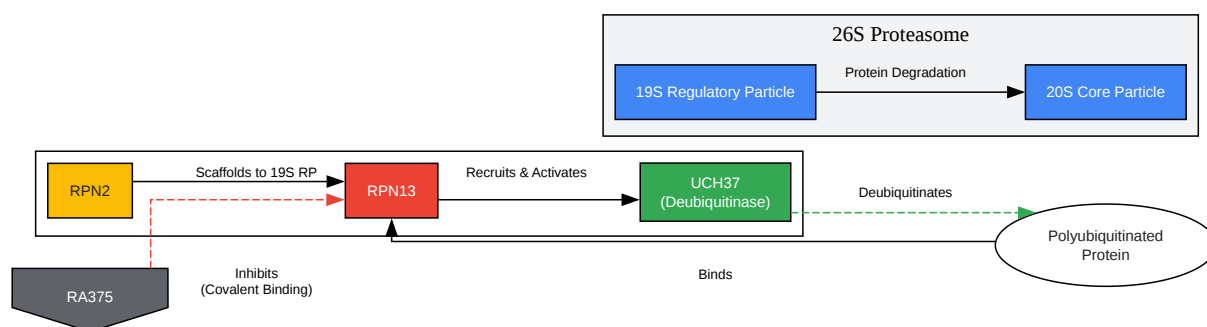 26S Proteasome
Protein Degradation
19S Regulatory Particle
20S Core Particle
Scaffolds to 19S RP
Recruits & Activates
RPN2
RPN13
UCH37
(Deubiquitinase)
Deubiquitinates
Polyubiquitinated
Protein
Inhibits
(Covalent Binding)
Binds
RA375